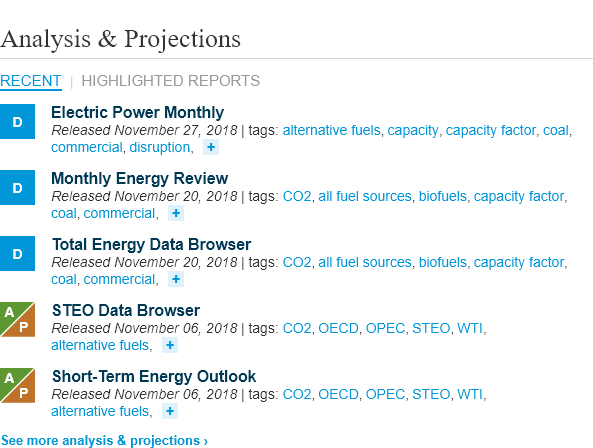 Analysis & Projections
RECENT | HIGHLIGHTED REPORTS
D Electric Power Monthly
Released November 27, 2018 | tags: alternative fuels, capacity, capacity factor, coal,
commercial, disruption, +
D Monthly Energy Review
Released November 20, 2018 | tags: CO2, all fuel sources, biofuels, capacity factor,
coal, commercial, +
D Total Energy Data Browser
Released November 20, 2018 | tags: CO2, all fuel sources, biofuels, capacity factor,
coal, commercial, +
A P STEO Data Browser
Released November 06, 2018 | tags: CO2, OECD, OPEC, STEO, WTI,
alternative fuels, +
A P Short-Term Energy Outlook
Released November 06, 2018 | tags: CO2, OECD, OPEC, STEO, WTI,
alternative fuels, +
See more analysis & projections ›